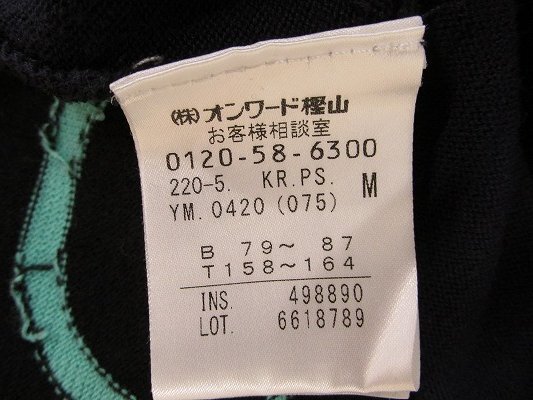 (株)オンワード樫山
お客様相談室
0120-58-6300
220-5. KR.PS. M
YM.0420(075)
B 79～ 87
T 158～164
INS. 498890
LOT. 6618789